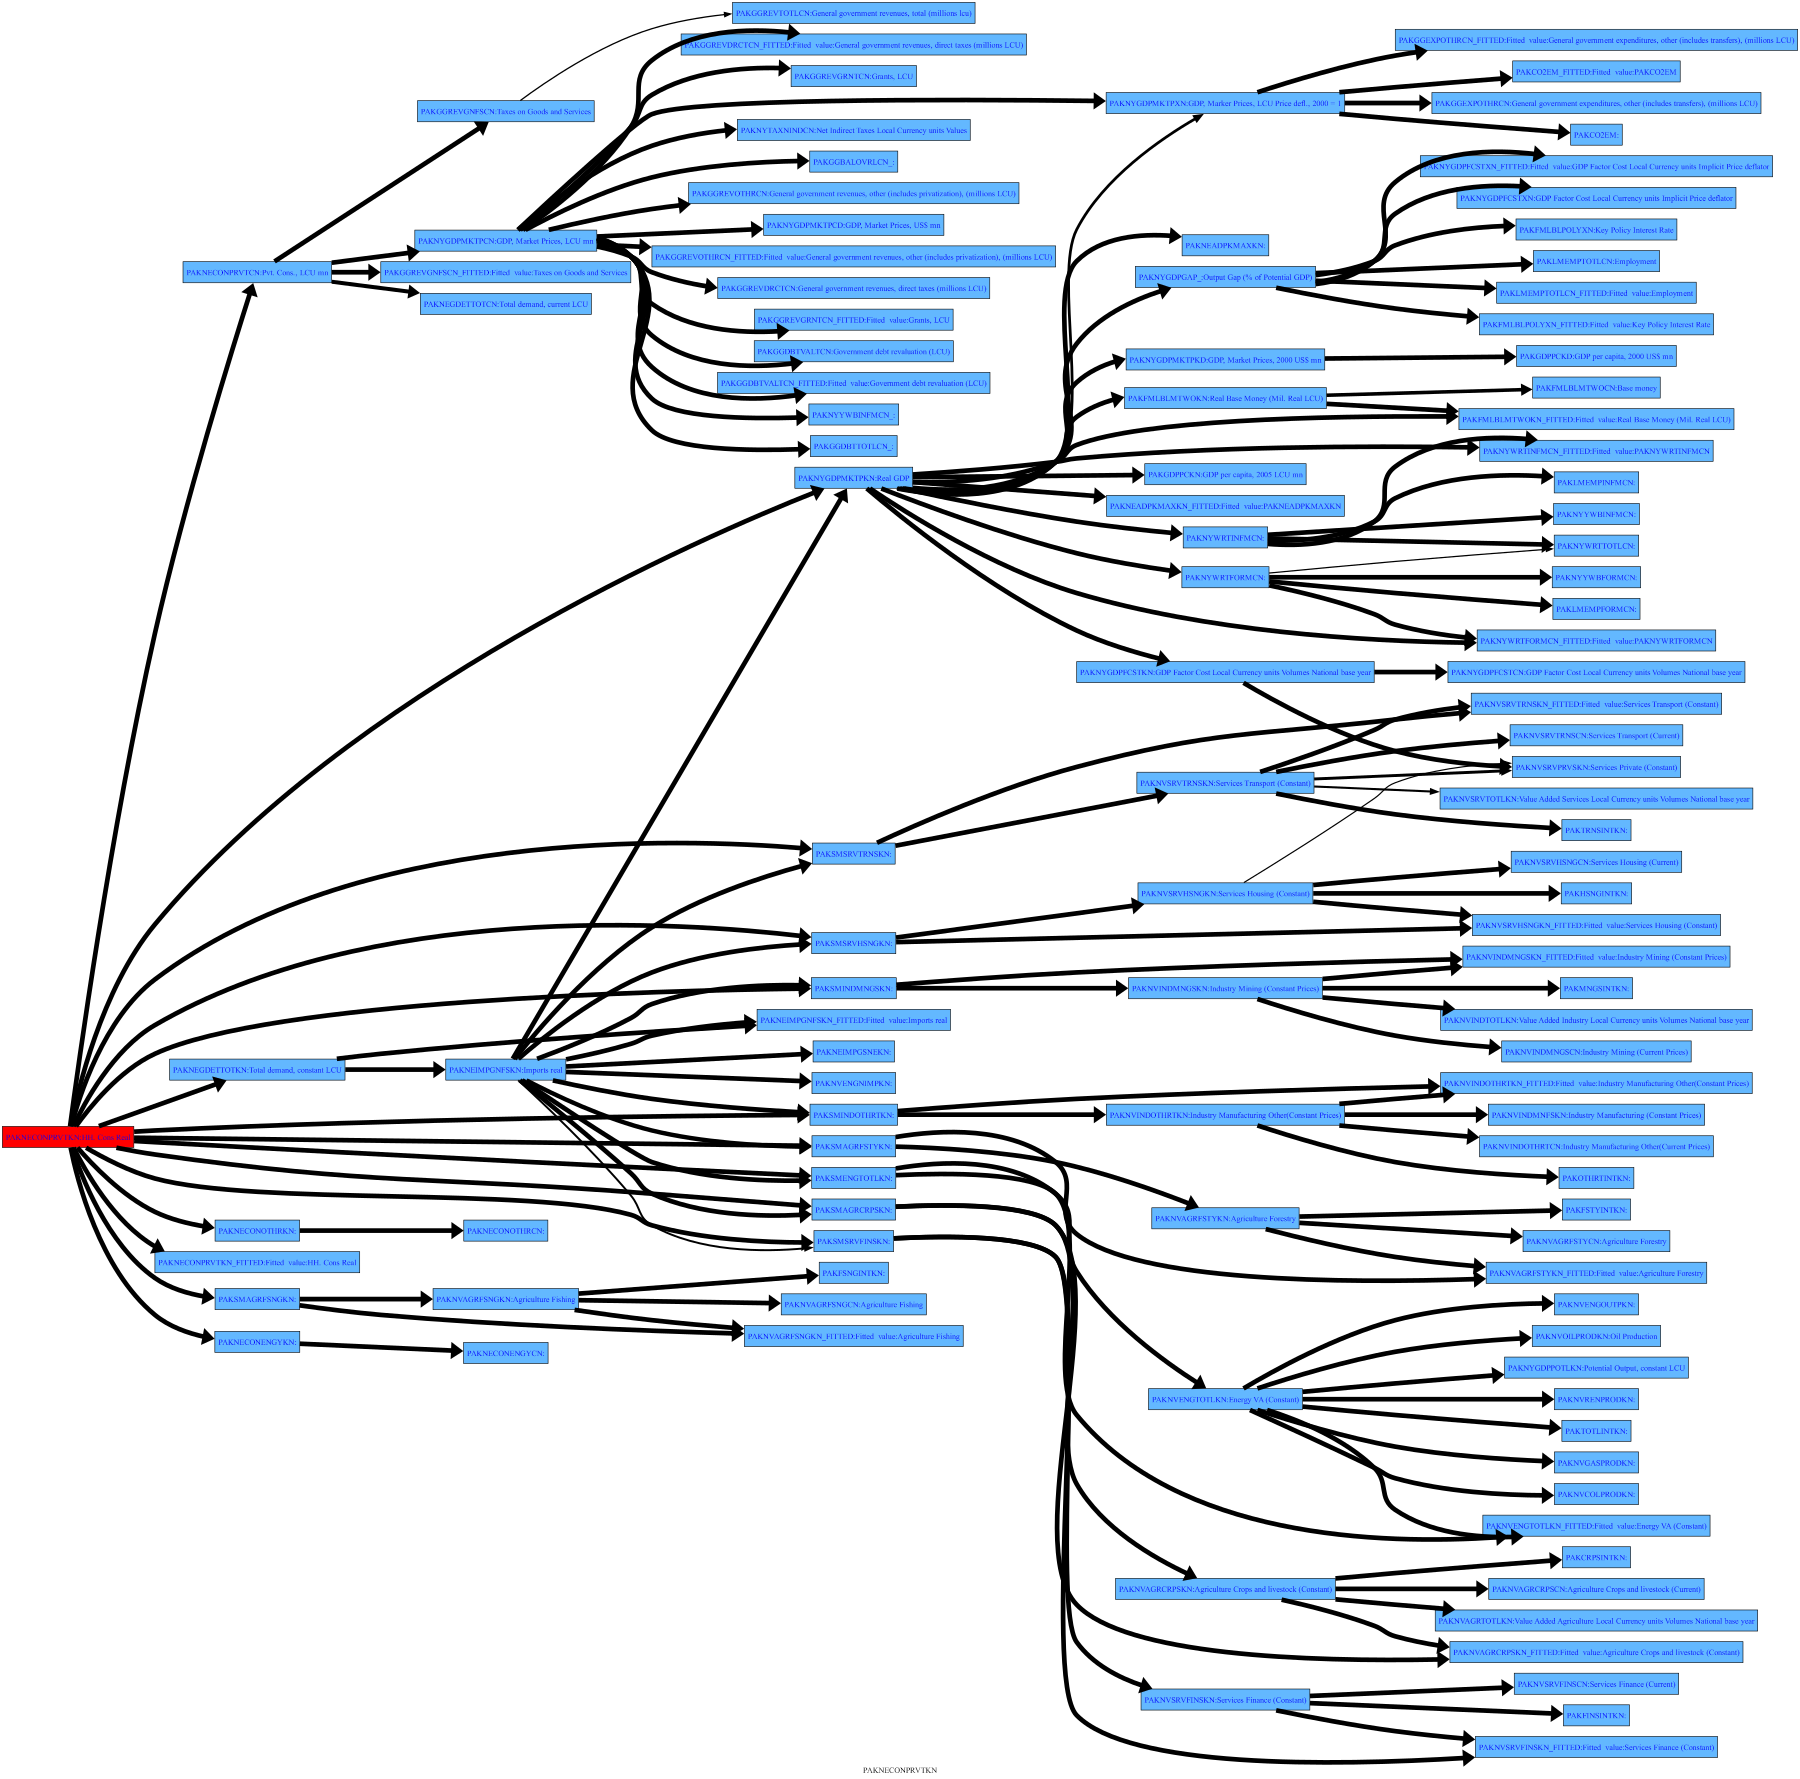 PAKGGREVTOTLCN:General government revenues, total (millions lcu)
PAKGGREVDRCTCN_FITTED:Fitted value:General government revenues, direct taxes (millions LCU)
PAKGGREVGRNTCN:Grants, LCU
PAKGGREVGNFSCN:Taxes on Goods and Services
PAKNYTAXNINDCN:Net Indirect Taxes Local Currency units Values
PAKGGBALOVRLCN_:
PAKGGREVOTHRCN:General government revenues, other (includes privatization), (millions LCU)
PAKNYGDPMKTPCD:GDP, Market Prices, US$ mn
PAKNYGDPMKTPCN:GDP, Market Prices, LCU mn
PAKGGREVOTHRCN_FITTED:Fitted value:General government revenues, other (includes privatization), (millions LCU)
PAKNECONPRVTCN:Pvt. Cons., LCU mn
PAKGGREVGNFSCN_FITTED:Fitted value:Taxes on Goods and Services
PAKGGREVDRCTCN:General government revenues, direct taxes (millions LCU)
PAKNEGDETTOTCN:Total demand, current LCU
PAKGGREVGRNTCN_FITTED:Fitted value:Grants, LCU
PAKGGDBTVALTCN:Government debt revaluation (LCU)
PAKGGDBTVALTCN_FITTED:Fitted value:Government debt revaluation (LCU)
PAKNYYWBINFMCN_:
PAKGGDBTTOTLCN_:
PAKNYGDPMKTPKN:Real GDP
PAKGGEXPOTHRCN_FITTED:Fitted value:General government expenditures, other (includes transfers), (millions LCU)
PAKCO2EM_FITTED:Fitted value:PAKCO2EM
PAKNYGDPMKTPXN:GDP, Marker Prices, LCU Price defl., 2000 = 1
PAKGGEXPOTHRCN:General government expenditures, other (includes transfers), (millions LCU)
PAKCO2EM:
PAKNYGDPFCSTXN_FITTED:Fitted value:GDP Factor Cost Local Currency units Implicit Price deflator
PAKNYGDPFCSTXN:GDP Factor Cost Local Currency units Implicit Price deflator
PAKFMLBLPOLYXN:Key Policy Interest Rate
PAKNEADPKMAXKN:
PAKLMEMPTOTLCN:Employment
PAKNYGDPGAP_:Output Gap (% of Potential GDP)
PAKLMEMPTOTLCN_FITTED:Fitted value:Employment
PAKFMLBLPOLYXN_FITTED:Fitted value:Key Policy Interest Rate
PAKNYGDPMKTPKD:GDP, Market Prices, 2000 US$ mn
PAKGDPPCKD:GDP per capita, 2000 US$ mn
PAKFMLBLMTWOKN:Real Base Money (Mil. Real LCU)
PAKFMLBLMTWOCN:Base money
PAKFMLBLMTWOKN_FITTED:Fitted value:Real Base Money (Mil. Real LCU)
PAKNYWRTINFMCN_FITTED:Fitted value:PAKNYWRTINFMCN
PAKGDPPCKN:GDP per capita, 2005 LCU mn
PAKLMEMPINFMCN:
PAKNEADPKMAXKN_FITTED:Fitted value:PAKNEADPKMAXKN
PAKNYYWBINFMCN:
PAKNYWRTINFMCN:
PAKNYWRTTOTLCN:
PAKNYWRTFORMCN:
PAKNYYWBFORMCN:
PAKLMEMPFORMCN:
PAKNYWRTFORMCN_FITTED:Fitted value:PAKNYWRTFORMCN
PAKNYGDPFCSTKN:GDP Factor Cost Local Currency units Volumes National base year
PAKNYGDPFCSTCN:GDP Factor Cost Local Currency units Volumes National base year
PAKNVSRVTRNSKN_FITTED:Fitted value:Services Transport (Constant)
PAKNVSRVTRNSCN:Services Transport (Current)
PAKNVSRVPRVSKN:Services Private (Constant)
PAKNVSRVTRNSKN:Services Transport (Constant)
PAKNVSRVTOTLKN:Value Added Services Local Currency units Volumes National base year
PAKTRNSINTKN:
PAKSMSRVTRNSKN:
PAKNVSRVHSNGCN:Services Housing (Current)
PAKNVSRVHSNGKN:Services Housing (Constant)
PAKHSNGINTKN:
PAKNVSRVHSNGKN_FITTED:Fitted value:Services Housing (Constant)
PAKSMSRVHSNGKN:
PAKNVINDMNGSKN_FITTED:Fitted value:Industry Mining (Constant Prices)
PAKSMINDMNGSKN:
PAKNVINDMNGSKN:Industry Mining (Constant Prices)
PAKMNGSINTKN:
PAKNEIMPGNFSKN_FITTED:Fitted value:Imports real
PAKNVINDTOTLKN:Value Added Industry Local Currency units Volumes National base year
PAKNEIMPGSNEKN:
PAKNVINDMNGSCN:Industry Mining (Current Prices)
PAKNEGDETTOTKN:Total demand, constant LCU
PAKNEIMPGNFSKN:Imports real
PAKNVENGNIMPKN:
PAKNVINDOTHRTKN_FITTED:Fitted value:Industry Manufacturing Other(Constant Prices)
PAKSMINDOTHRTKN:
PAKNVINDOTHRTKN:Industry Manufacturing Other(Constant Prices)
PAKNVINDMNFSKN:Industry Manufacturing (Constant Prices)
PAKNECONPRVTKN:HH. Cons Real
PAKSMAGRFSTYKN:
PAKNVINDOTHRTCN:Industry Manufacturing Other(Current Prices)
PAKSMENGTOTLKN:
PAKOTHRTINTKN:
PAKSMAGRCRPSKN:
PAKNVAGRFSTYKN:Agriculture Forestry
PAKFSTYINTKN:
PAKNECONOTHRKN:
PAKNECONOTHRCN:
PAKSMSRVFINSKN:
PAKNVAGRFSTYCN:Agriculture Forestry
PAKNECONPRVTKN_FITTED:Fitted value:HH. Cons Real
PAKFSNGINTKN:
PAKNVAGRFSTYKN_FITTED:Fitted value:Agriculture Forestry
PAKSMAGRFSNGKN:
PAKNVAGRFSNGKN:Agriculture Fishing
PAKNVAGRFSNGCN:Agriculture Fishing
PAKNVENGOUTPKN:
PAKNECONENGYKN:
PAKNVAGRFSNGKN_FITTED:Fitted value:Agriculture Fishing
PAKNVOILPRODKN:Oil Production
PAKNECONENGYCN:
PAKNYGDPPOTLKN:Potential Output, constant LCU
PAKNVENGTOTLKN:Energy VA (Constant)
PAKNVRENPRODKN:
PAKTOTLINTKN:
PAKNVGASPRODKN:
PAKNVCOLPRODKN:
PAKNVENGTOTLKN_FITTED:Fitted value:Energy VA (Constant)
PAKCRPSINTKN:
PAKNVAGRCRPSKN:Agriculture Crops and livestock (Constant)
PAKNVAGRCRPSCN:Agriculture Crops and livestock (Current)
PAKNVAGRTOTLKN:Value Added Agriculture Local Currency units Volumes National base year
PAKNVAGRCRPSKN_FITTED:Fitted value:Agriculture Crops and livestock (Constant)
PAKNVSRVFINSCN:Services Finance (Current)
PAKNVSRVFINSKN:Services Finance (Constant)
PAKFINSINTKN:
PAKNVSRVFINSKN_FITTED:Fitted value:Services Finance (Constant)
PAKNECONPRVTKN